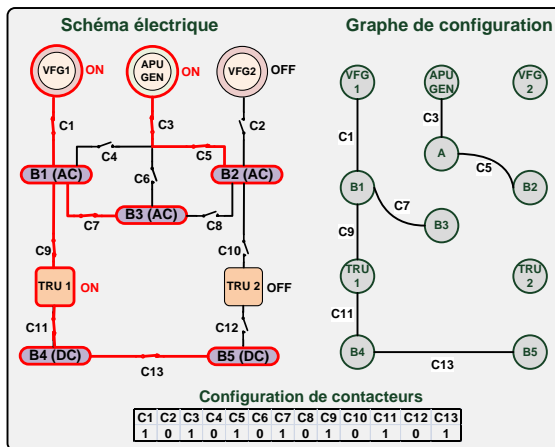 Schéma électrique
Graphe de configuration
VFG1
ON
APU
GEN
ON
VFG2
OFF
C1
C3
C2
C4
C5
C6
B1 (AC)
B2 (AC)
B3 (AC)
C7
C8
C9
C10
TRU 1
ON
TRU 2
OFF
C11
C12
B4 (DC)
B5 (DC)
C13
VFG
1
APU
GEN
VFG
2
C3
C1
A
C5
B1
B2
C7
B3
C9
TRU
1
TRU
2
C11
B4
B5
C13
Configuration de contacteurs
C1 C2 C3 C4 C5 C6 C7 C8 C9 C10 C11 C12 C13
1 0 1 0 1 0 1 0 1 0 1 0 1